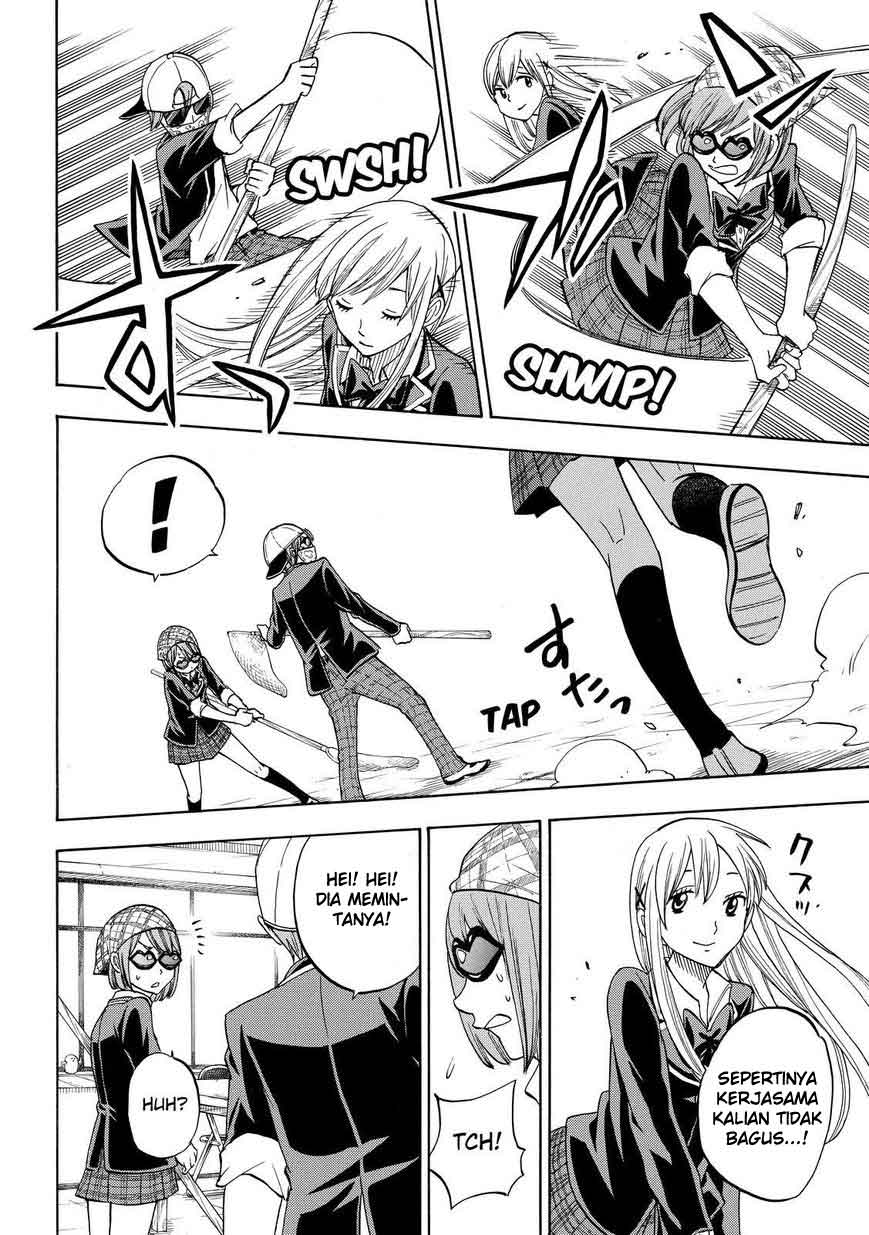 SHWIP!
SWSH!
!
すたっ
TAP
クスッ
SEPERTINYA
KERJASAMA
KALIAN TIDAK
BAGUS...!
TCH!
HEI! HEI!
DIA MEMIN-
TANYA!
HUH?